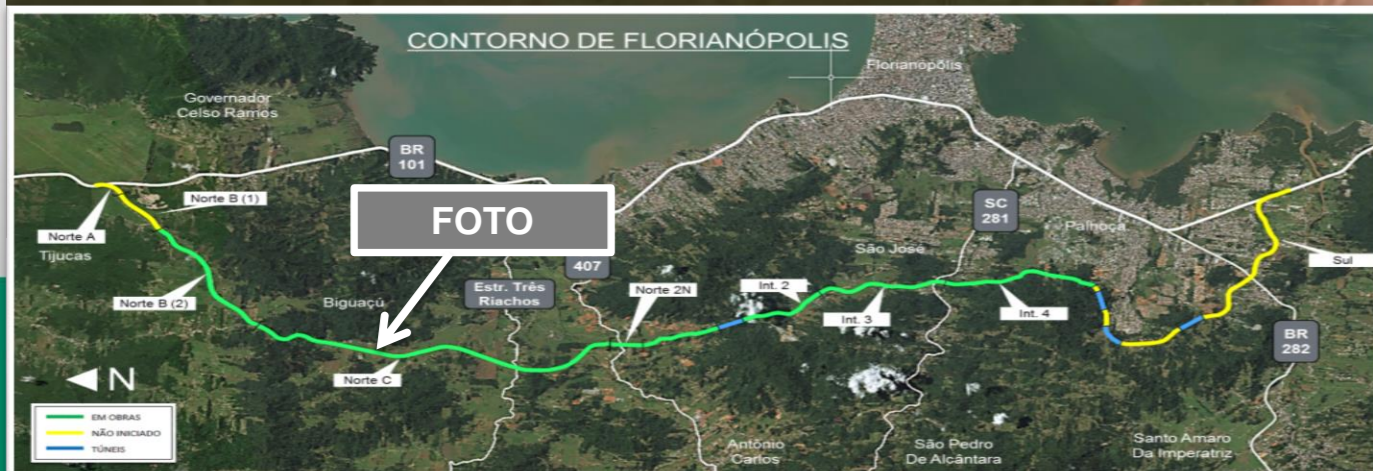 CONTORNO DE FLORIANÓPOLIS
Florianópolis
Governador
Celso Ramos
BR
101
Norte B (1)
FOTO
SC
281
Norte A
Palhoça
Tijucas
São José
Sul
407
Estr. Três
Riachos
Norte 2N
Int. 2
Norte B (2)
Biguaçú
Int. 3
Int. 4
BR
282
Norte C
N
EM OBRAS
NÃO INICIADO
TÚNEIS
Antônio
Carlos
São Pedro
De Alcântara
Santo Amaro
Da Imperatriz